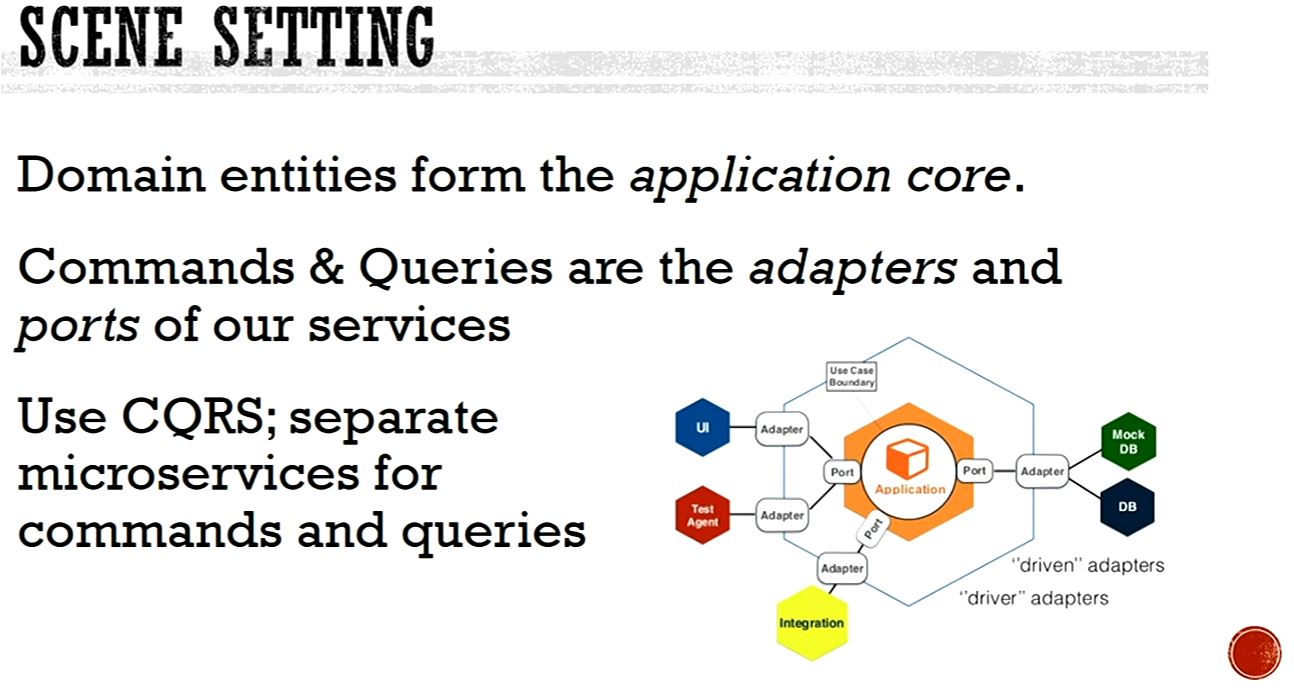 SCENE SETTING
Domain entities form the application core.
Commands & Queries are the adapters and
ports of our services
Use CQRS; separate
microservices for
commands and queries
Use Case
Boundary
UI
Adapter
Port
Application
Port
Adapter
Mock
DB
DB
Test
Agent
Adapter
Port
Adapter
Integration
''driven'' adapters
''driver'' adapters